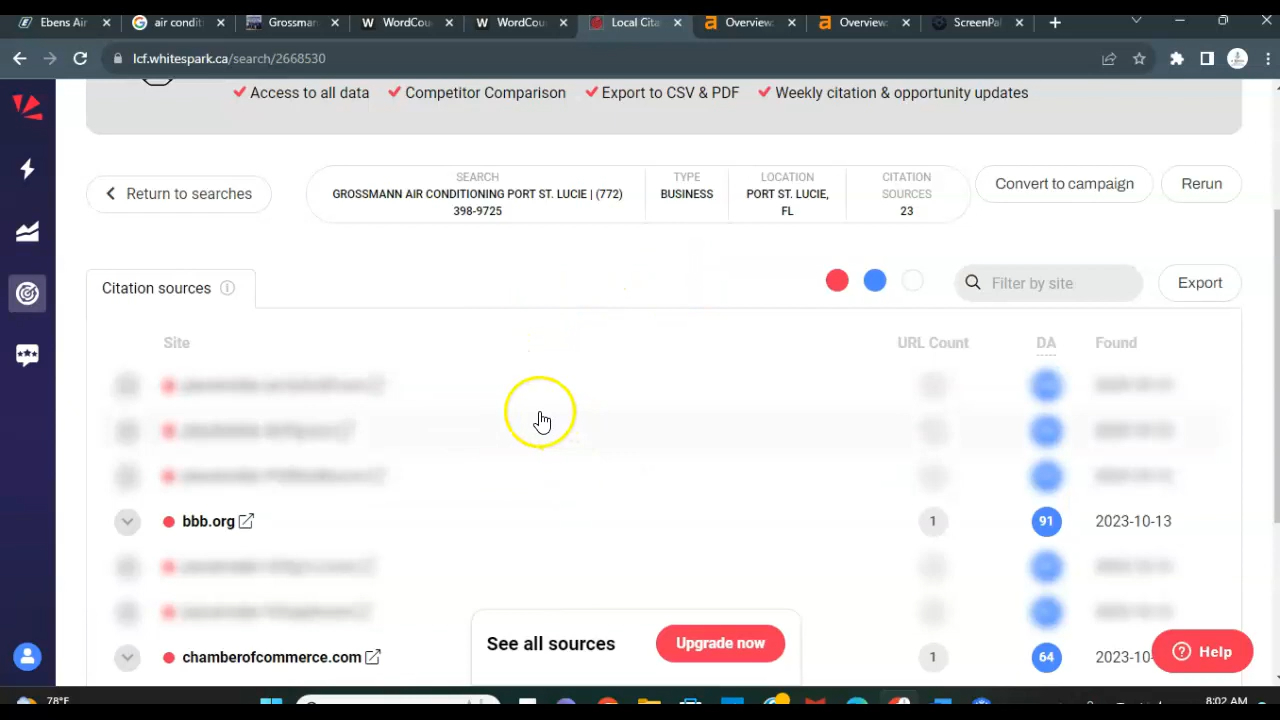 Ebens Air
air conditi
Grossmar
WordCou
WordCou
Local Cita
Overview:
Overview:
ScreenPal
lcf.whitespark.ca/search/2668530
Access to all data
Competitor Comparison
Export to CSV & PDF
Weekly citation & opportunity updates
Return to searches
SEARCH
GROSSMANN AIR CONDITIONING PORT ST. LUCIE | (772)
398-9725
TYPE
BUSINESS
LOCATION
PORT ST. LUCIE,
FL
CITATION
SOURCES
23
Convert to campaign
Rerun
Citation sources
Filter by site
Export
Site URL Count DA Found
bbb.org 1 91 2023-10-13
See all sources
Upgrade now
chamberofcommerce.com 1 64 2023-10-
Help
78°F
8:02 AM